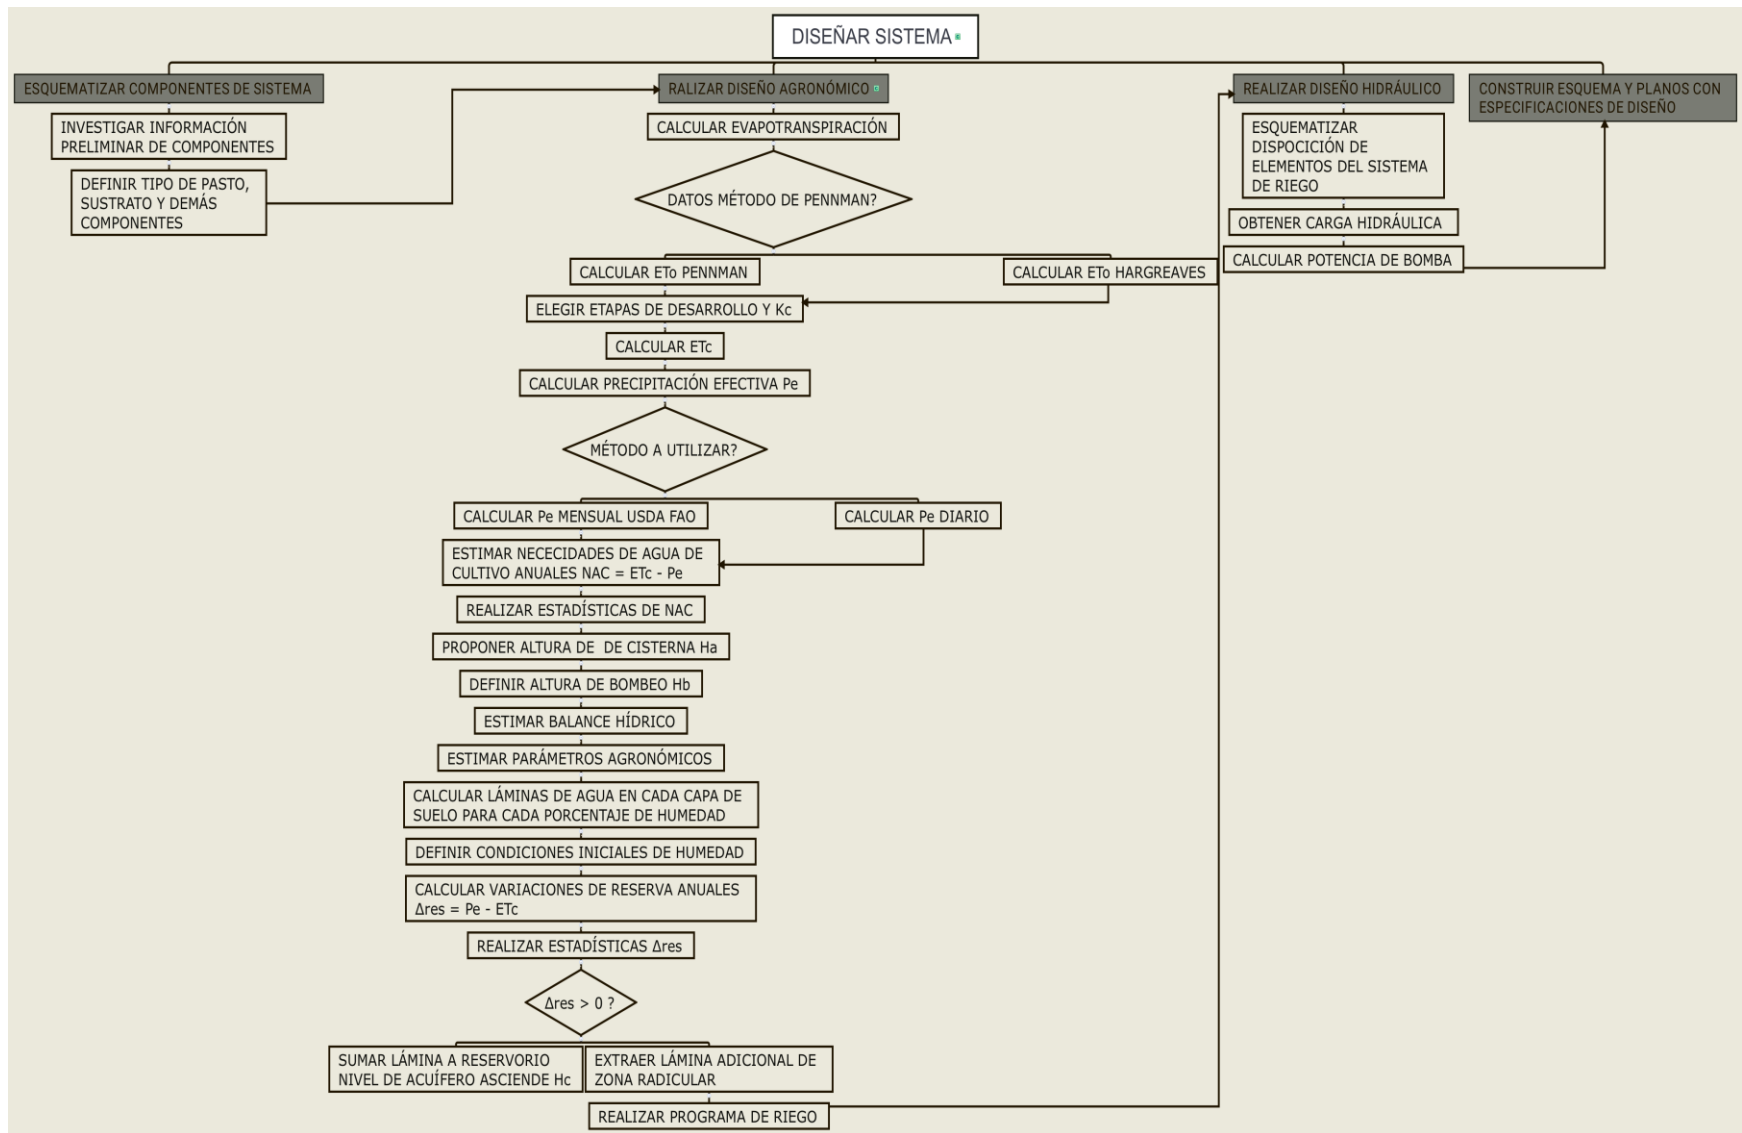 DISEÑAR SISTEMA
ESQUEMATIZAR COMPONENTES DE SISTEMA
INVESTIGAR INFORMACIÓN
PRELIMINAR DE COMPONENTES
DEFINIR TIPO DE PASTO,
SUSTRATO Y DEMÁS
COMPONENTES
RALIZAR DISEÑO AGRONÓMICO
CALCULAR EVAPOTRANSPIRACIÓN
DATOS MÉTODO DE PENNMAN?
CALCULAR ETo PENNMAN
CALCULAR ETo HARGREAVES
ELEGIR ETAPAS DE DESARROLLO Y Kc
CALCULAR ETc
CALCULAR PRECIPITACIÓN EFECTIVA Pe
MÉTODO A UTILIZAR?
CALCULAR Pe MENSUAL USDA FAO
CALCULAR Pe DIARIO
ESTIMAR NECECIDADES DE AGUA DE
CULTIVO ANUALES NAC = ETc - Pe
REALIZAR ESTADÍSTICAS DE NAC
PROPONER ALTURA DE  DE CISTERNA Ha
DEFINIR ALTURA DE BOMBEO Hb
ESTIMAR BALANCE HÍDRICO
ESTIMAR PARÁMETROS AGRONÓMICOS
CALCULAR LÁMINAS DE AGUA EN CADA CAPA DE
SUELO PARA CADA PORCENTAJE DE HUMEDAD
DEFINIR CONDICIONES INICIALES DE HUMEDAD
CALCULAR VARIACIONES DE RESERVA ANUALES
Δres = Pe - ETc
REALIZAR ESTADÍSTICAS Δres
Δres > 0 ?
SUMAR LÁMINA A RESERVORIO
NIVEL DE ACUÍFERO ASCIENDE Hc
EXTRAER LÁMINA ADICIONAL DE
ZONA RADICULAR
REALIZAR PROGRAMA DE RIEGO
REALIZAR DISEÑO HIDRÁULICO
ESQUEMATIZAR
DISPOCICIÓN DE
ELEMENTOS DEL SISTEMA
DE RIEGO
OBTENER CARGA HIDRÁULICA
CALCULAR POTENCIA DE BOMBA
CONSTRUIR ESQUEMA Y PLANOS CON
ESPECIFICACIONES DE DISEÑO